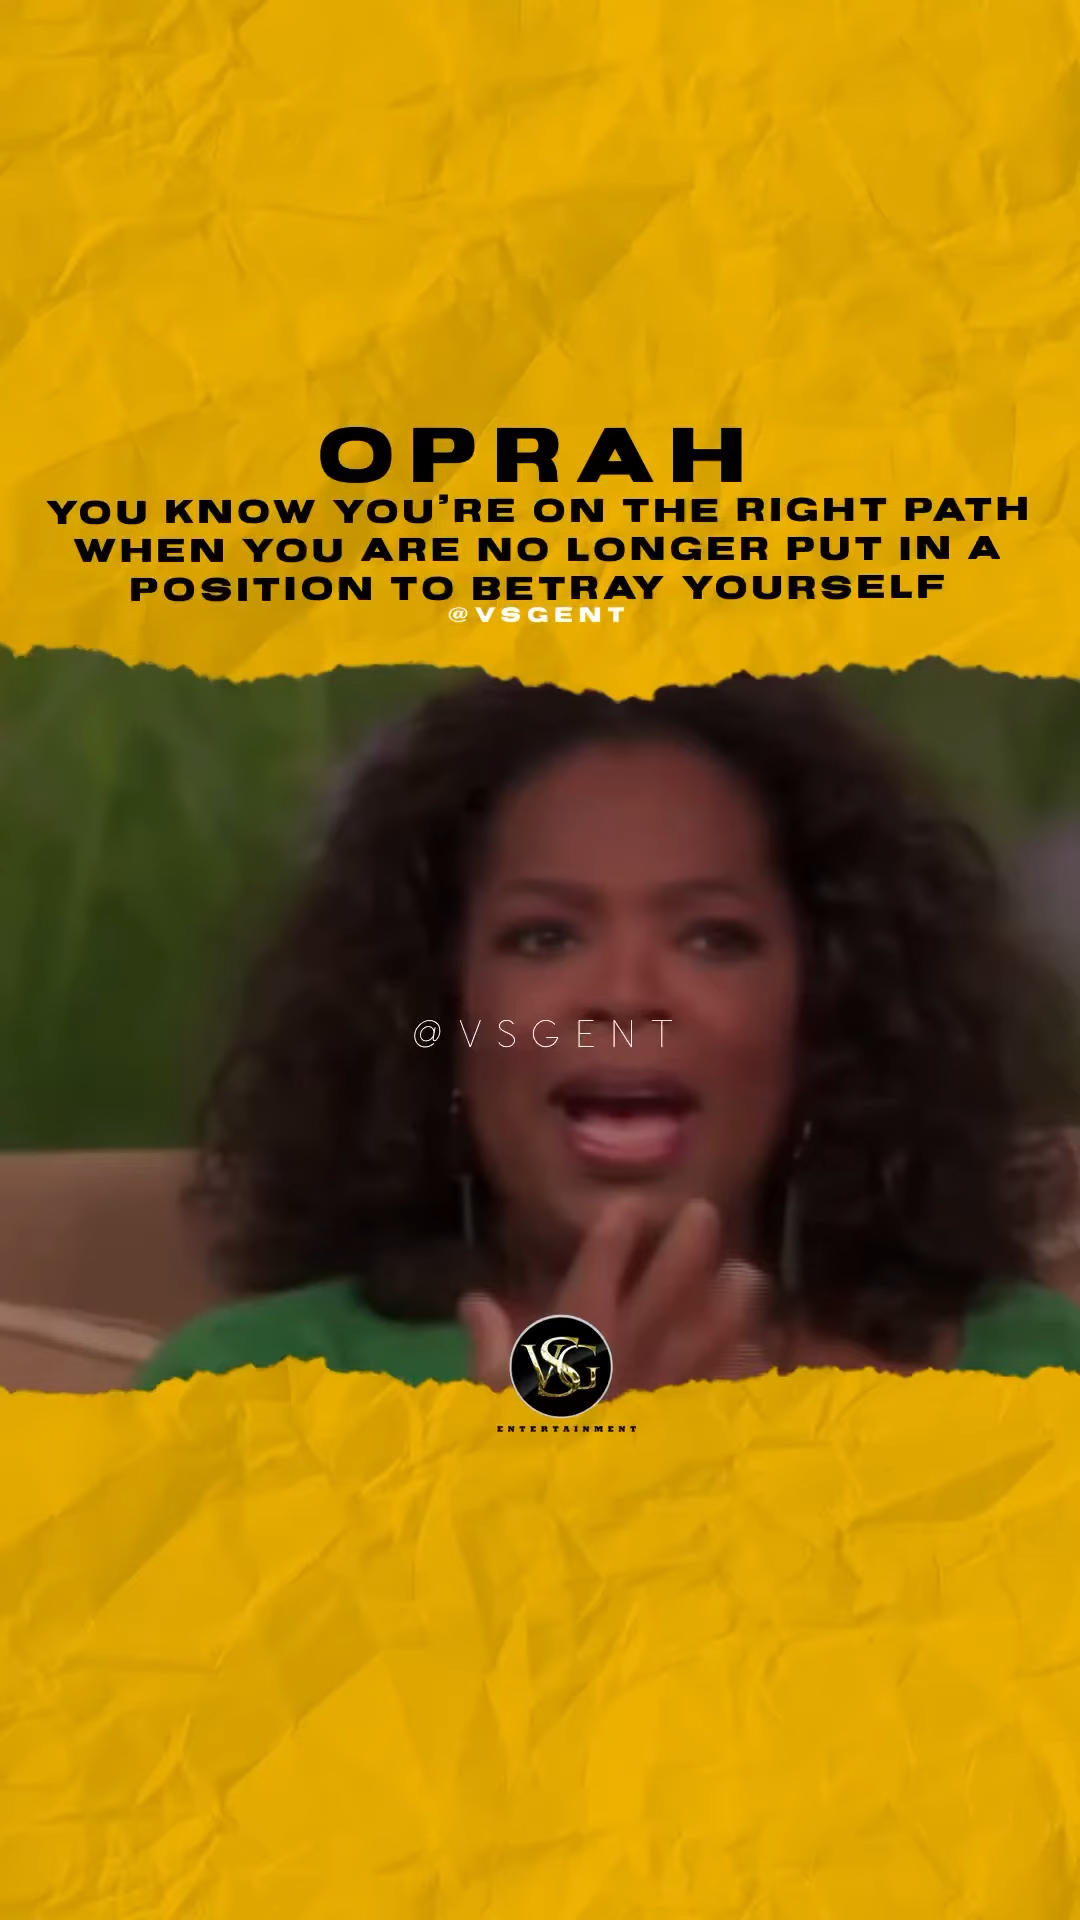 OPRAH
YOU KNOW YOU'RE ON THE RIGHT PATH
WHEN YOU ARE NO LONGER PUT IN A
POSITION TO BETRAY YOURSELF
@VSGENT
@VSGENT
VSG
ENTERTAINMENT